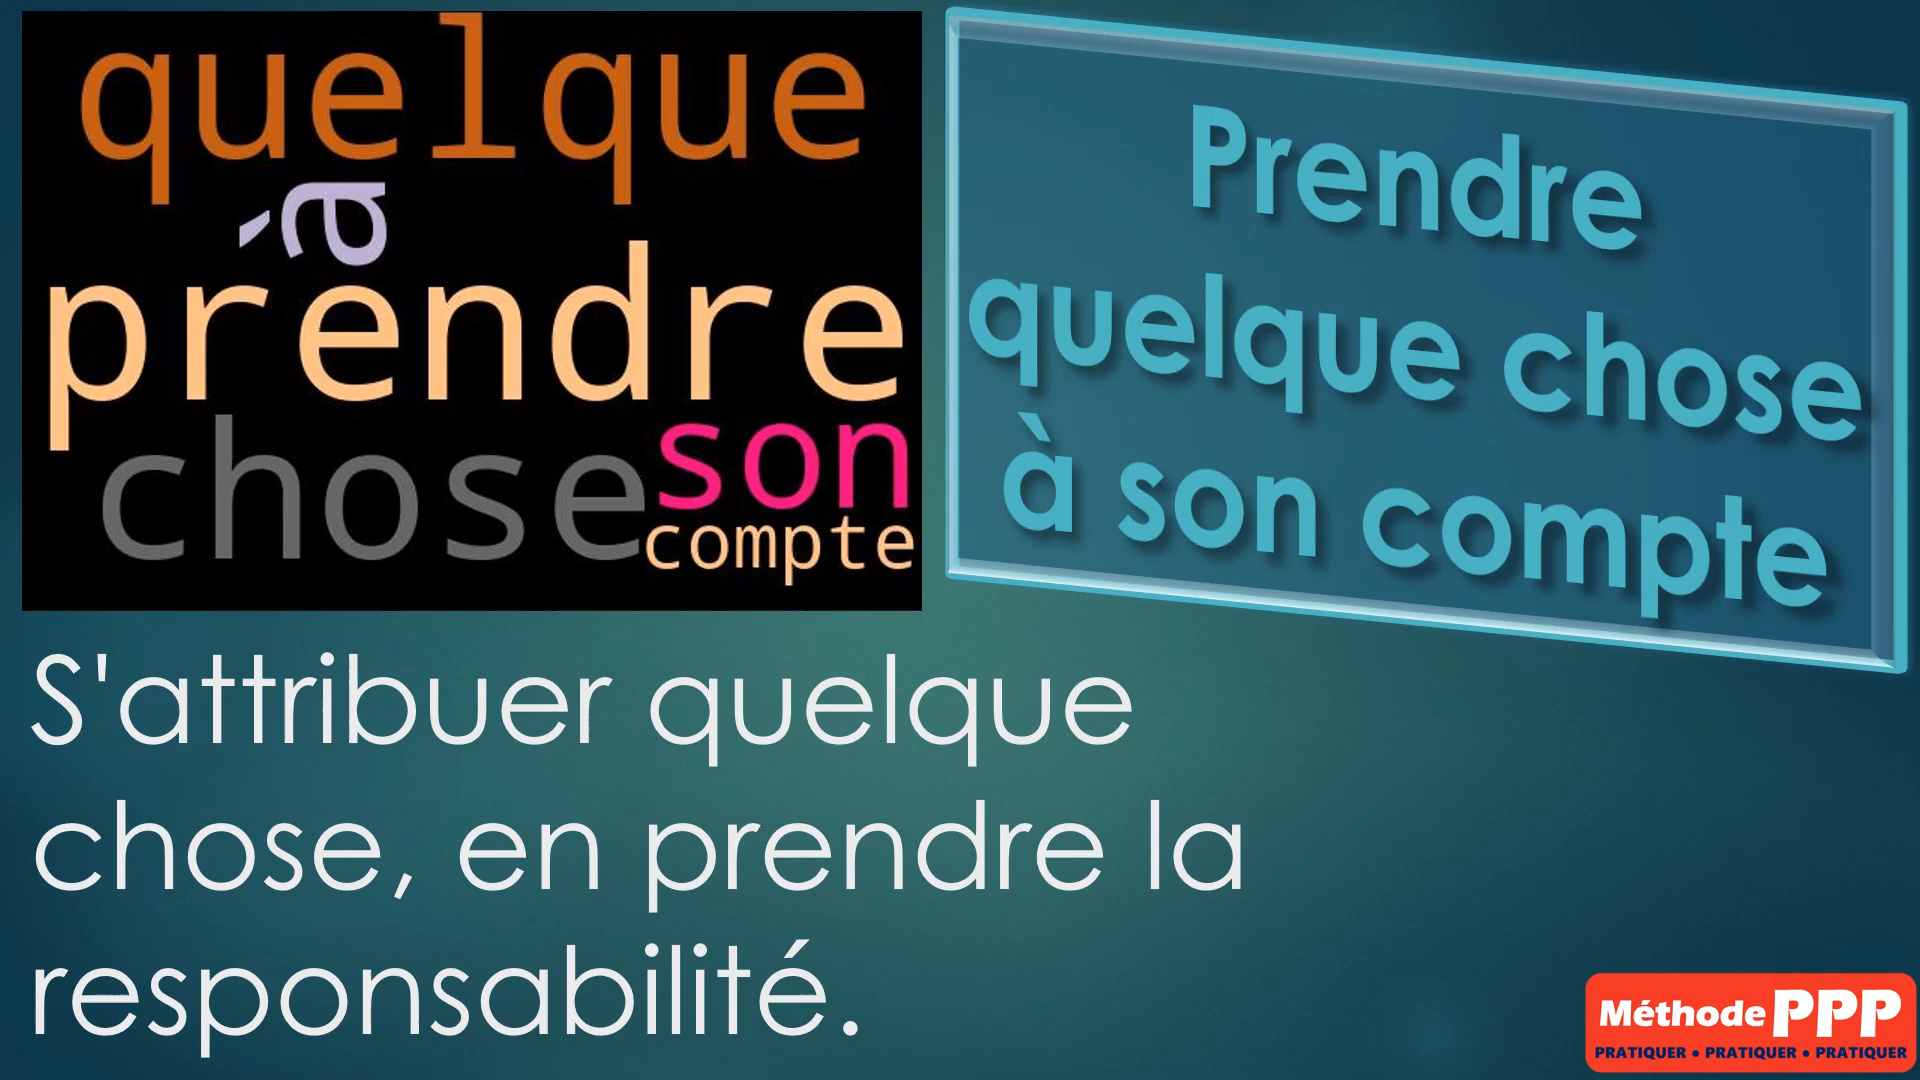 quelque
à
prendre
chose
son
compte
Prendre
quelque chose
à son compte
S'attribuer quelque
chose, en prendre la
responsabilité.
Méthode PPP
PRATIQUER • PRATIQUER • PRATIQUER